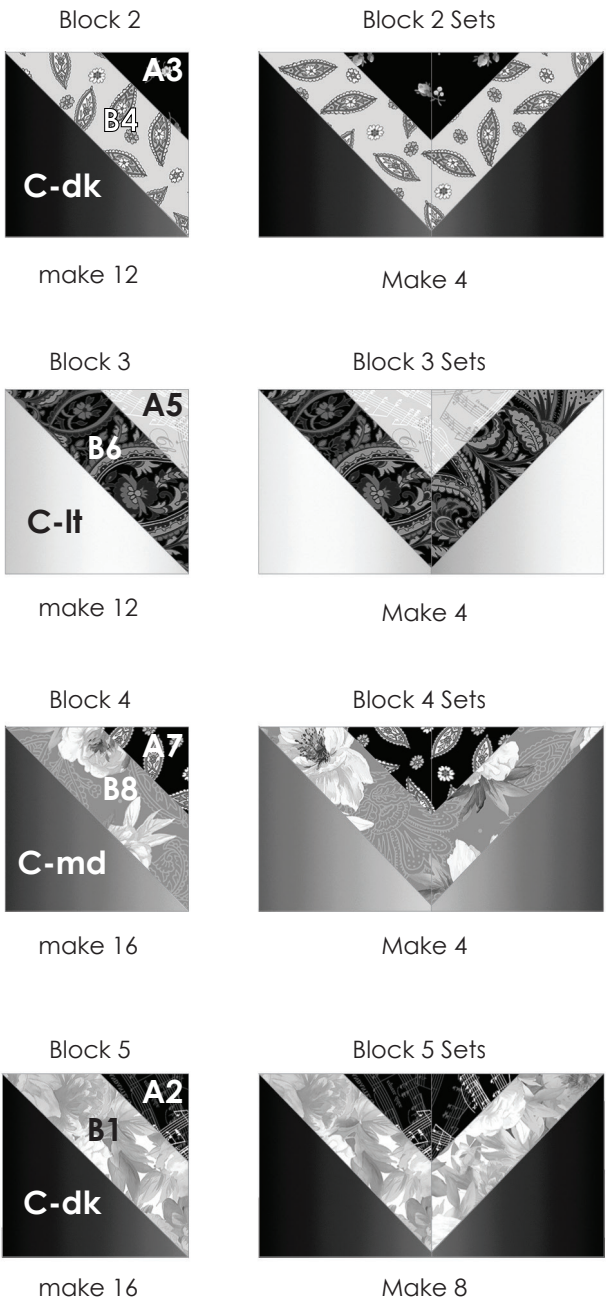 Block 2
Block 2 Sets
A3
B4
C-dk
make 12
Make 4
Block 3
Block 3 Sets
A5
B6
C-lt
make 12
Make 4
Block 4
Block 4 Sets
A7
B8
C-md
make 16
Make 4
Block 5
Block 5 Sets
A2
B1
C-dk
make 16
Make 8